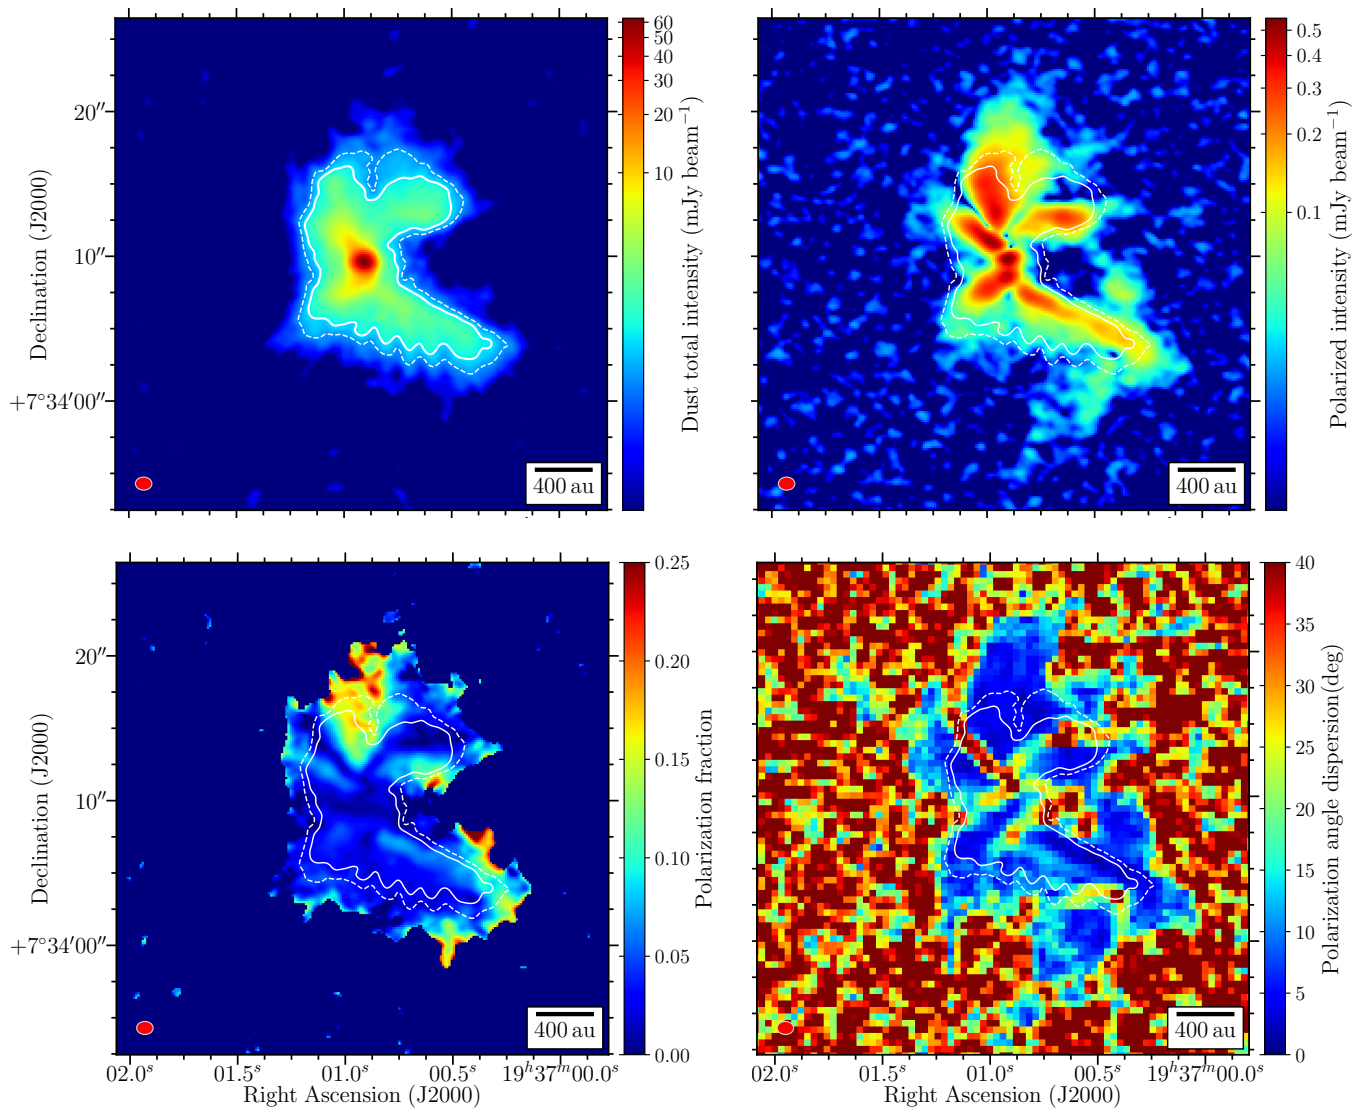 60
50
40
30
20
10
Dust total intensity (mJy beam−1)
20′′
10′′
+7°34′00′′
Declination (J2000)
400 au
0.5
0.4
0.3
0.2
0.1
Polarized intensity (mJy beam−1)
400 au
20′′
10′′
+7°34′00′′
Declination (J2000)
0.25
0.20
0.15
0.10
0.05
0.00
Polarization fraction
400 au
02.0s 01.5s 01.0s 00.5s 19h37m00.0s
Right Ascension (J2000)
40
35
30
25
20
15
10
5
0
Polarization angle dispersion(deg)
400 au
02.0s 01.5s 01.0s 00.5s 19h37m00.0s
Right Ascension (J2000)